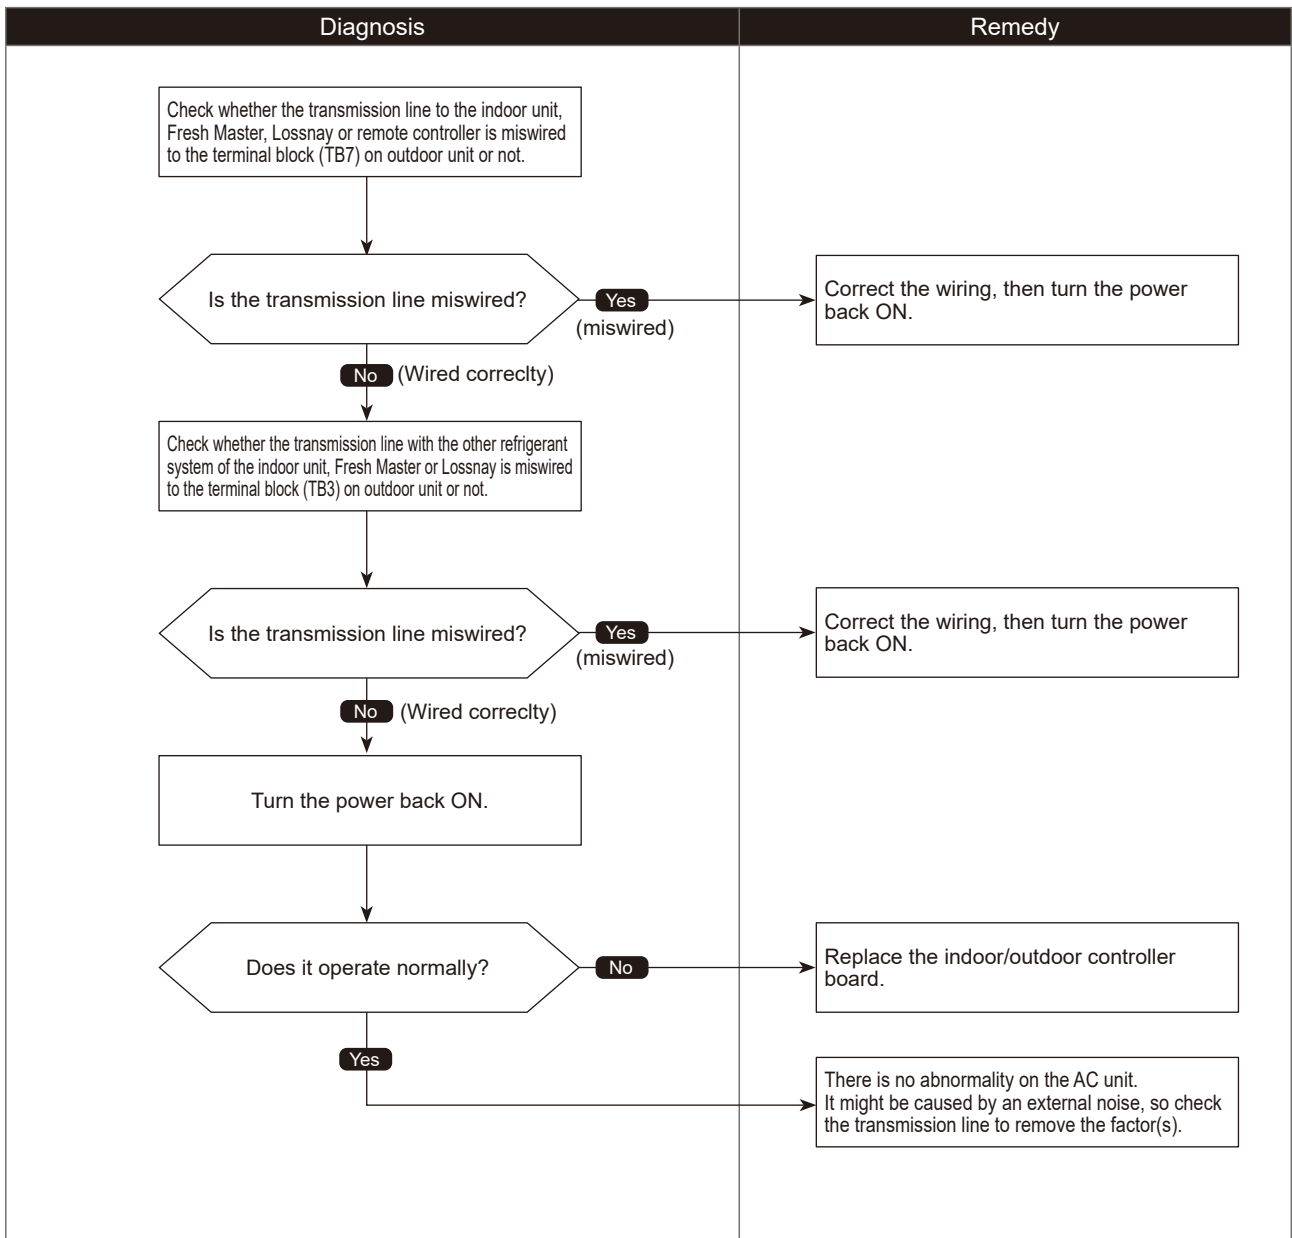 Diagnosis
Remedy
Check whether the transmission line to the indoor unit,
Fresh Master, Lossnay or remote controller is miswired
to the terminal block (TB7) on outdoor unit or not.
Is the transmission line miswired?
Yes
(miswired)
Correct the wiring, then turn the power
back ON.
No (Wired correclty)
Check whether the transmission line with the other refrigerant
system of the indoor unit, Fresh Master or Lossnay is miswired
to the terminal block (TB3) on outdoor unit or not.
Is the transmission line miswired?
Yes
(miswired)
Correct the wiring, then turn the power
back ON.
No (Wired correclty)
Turn the power back ON.
Does it operate normally?
No
Replace the indoor/outdoor controller
board.
Yes
There is no abnormality on the AC unit.
It might be caused by an external noise, so check
the transmission line to remove the factor(s).